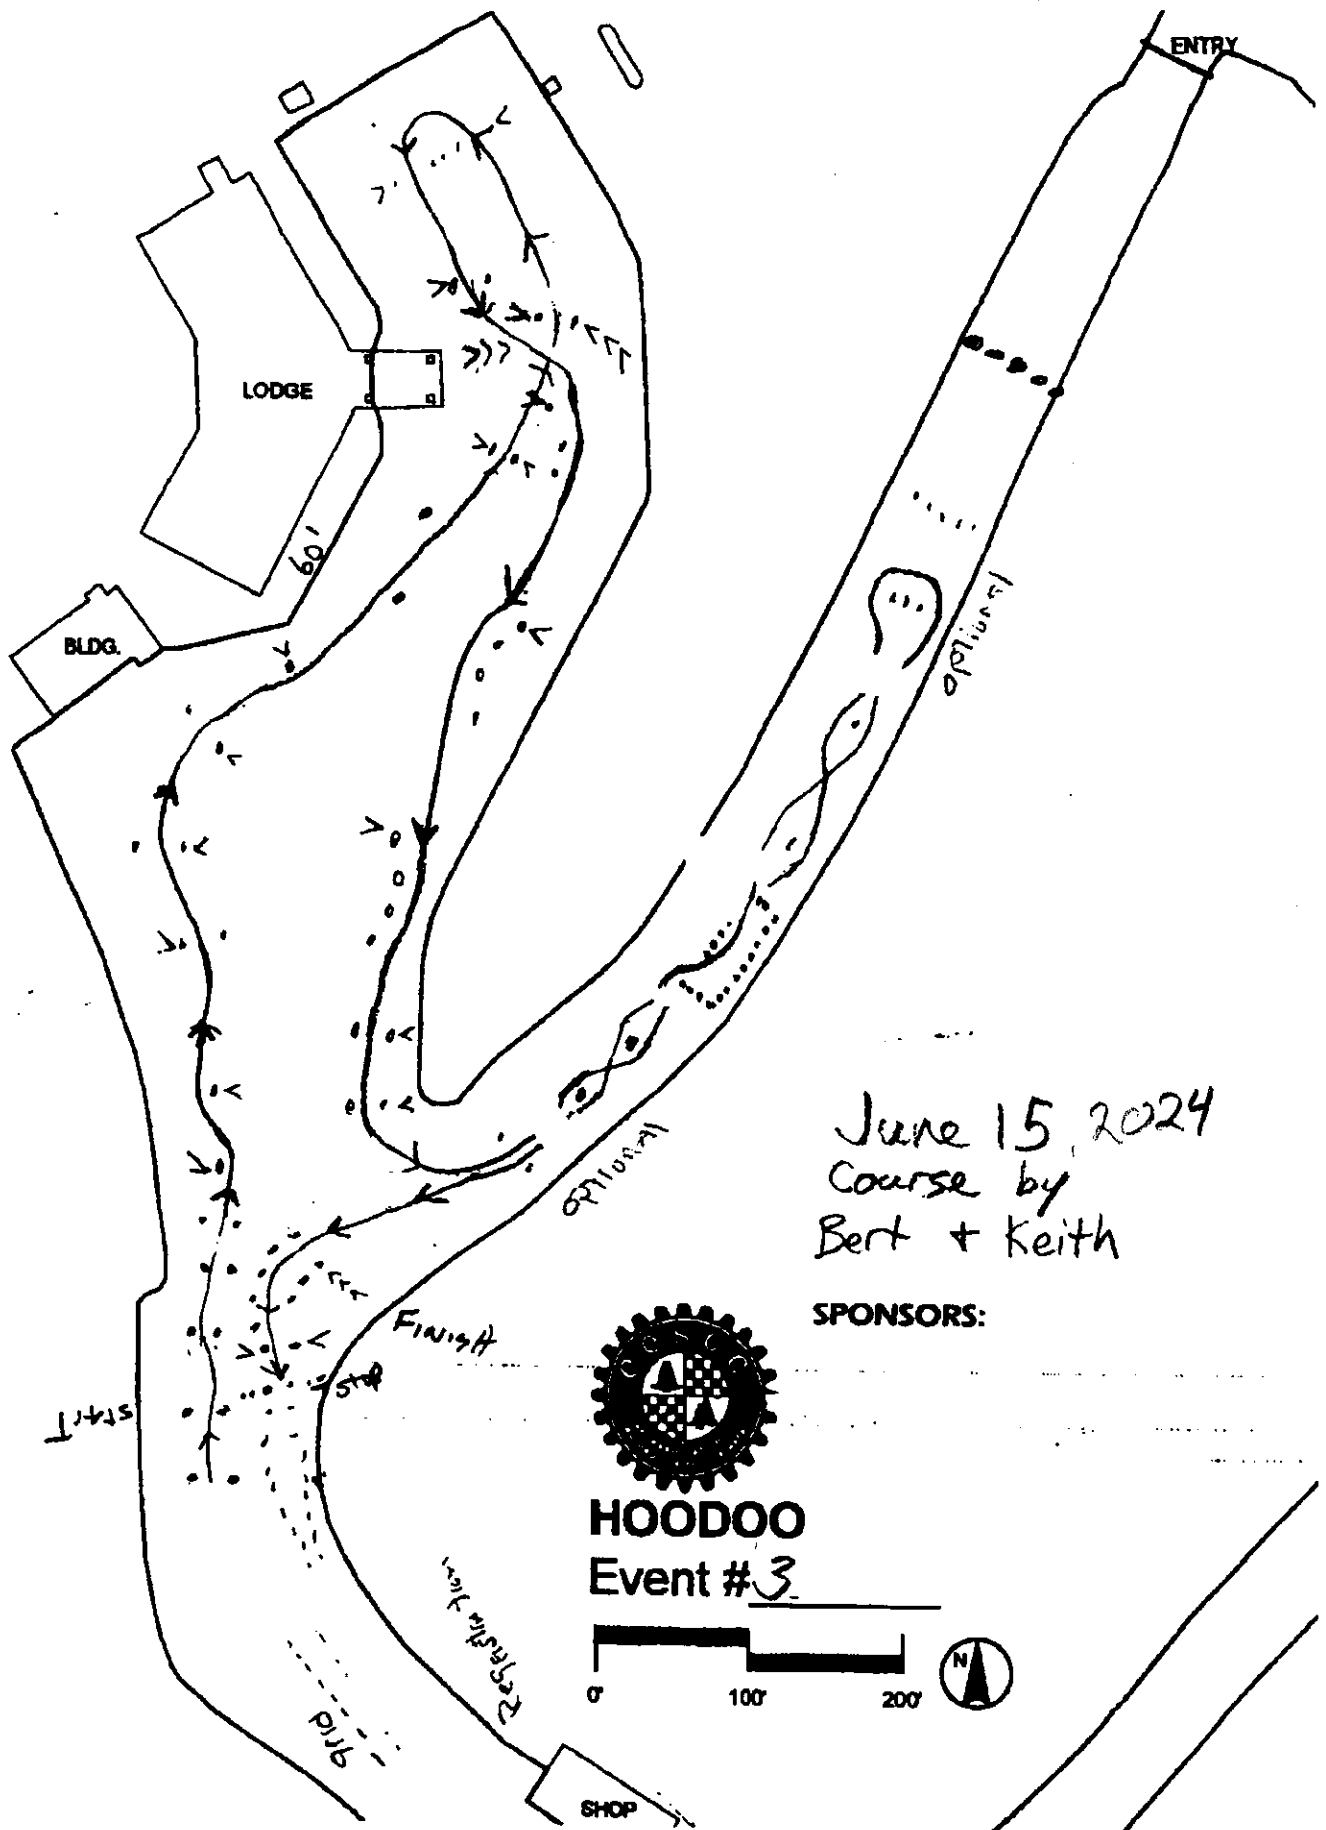 ENTRY
LODGE
60'
BLDG.
optional
optional
June 15, 2024
Course by
Bert + Keith
SPONSORS:
FINISH
stop
START
HOODOO
Event #3
0' 100' 200'
N
Registration
grid
SHOP